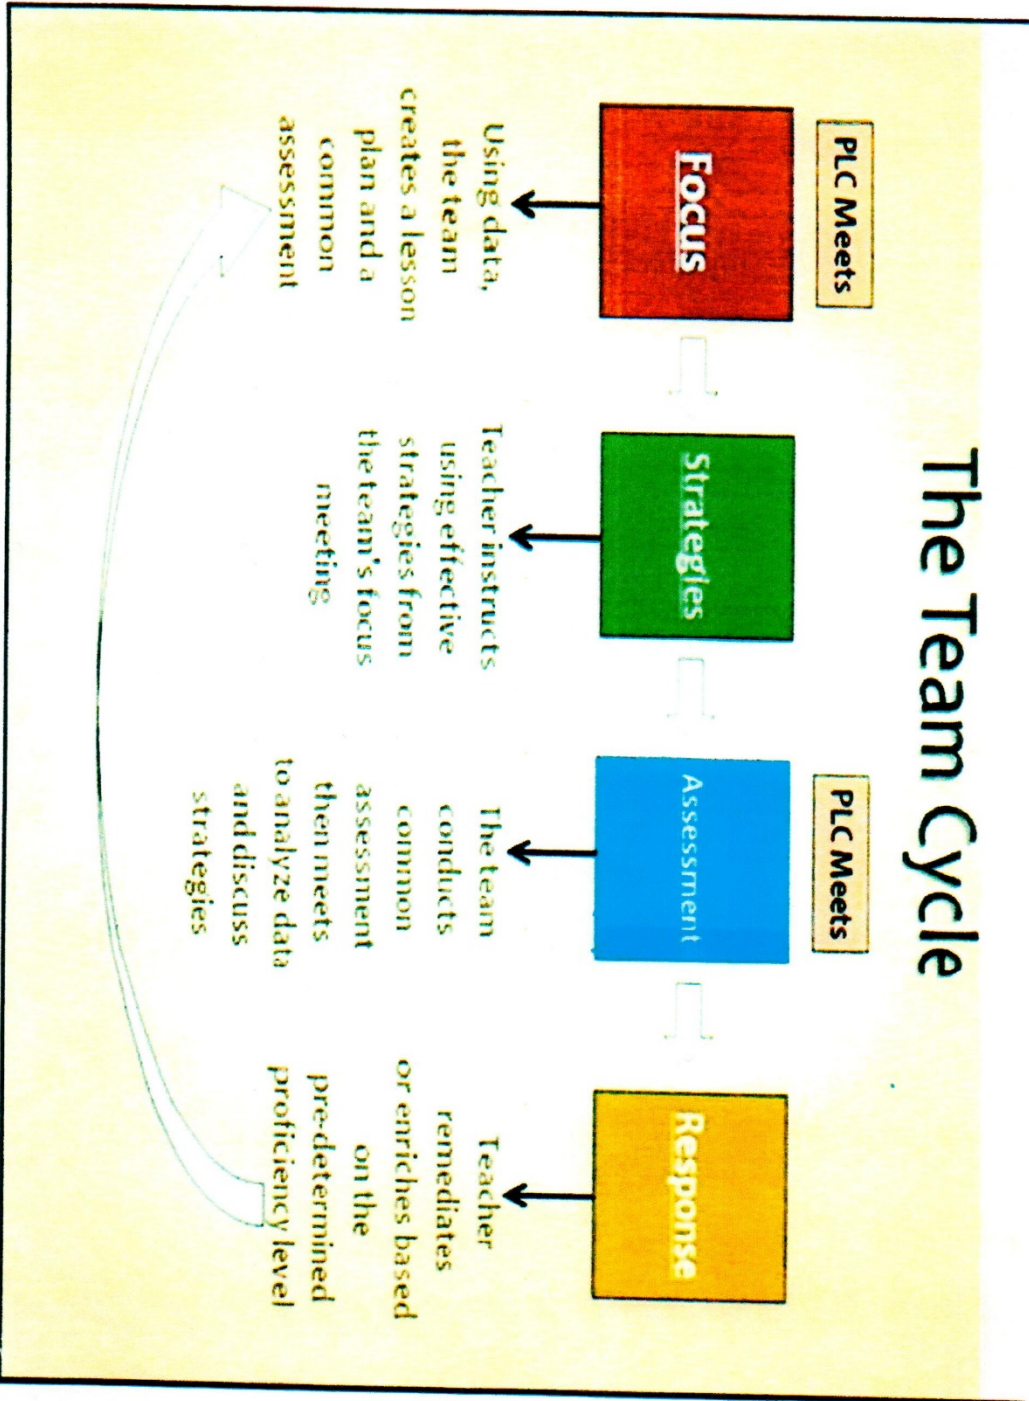 The Team Cycle
PLC Meets
PLC Meets
Focus
Strategies
Assessment
Response
Using data,
the team
creates a lesson
plan and a
common
assessment
Teacher instructs
using effective
strategies from
the team's focus
meeting
The team
conducts
common
assessment
then meets
to analyze data
and discuss
strategies
Teacher
remediates
or enriches based
on the
pre-determined
proficiency level